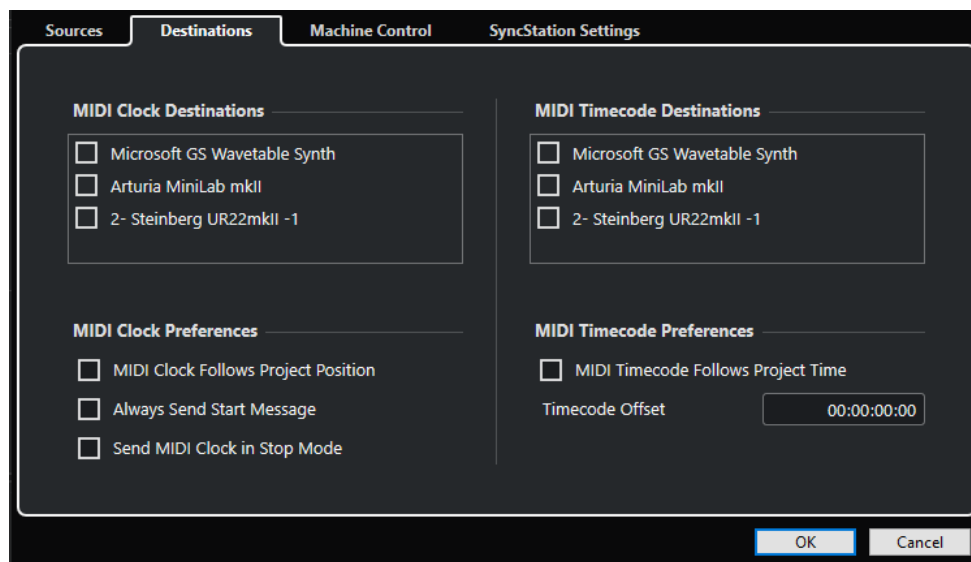 Sources Destinations Machine Control SyncStation Settings
MIDI Clock Destinations
Microsoft GS Wavetable Synth
Arturia MiniLab mkII
2- Steinberg UR22mkII -1
MIDI Clock Preferences
MIDI Clock Follows Project Position
Always Send Start Message
Send MIDI Clock in Stop Mode
MIDI Timecode Destinations
Microsoft GS Wavetable Synth
Arturia MiniLab mkII
2- Steinberg UR22mkII -1
MIDI Timecode Preferences
MIDI Timecode Follows Project Time
Timecode Offset 00:00:00:00
OK Cancel